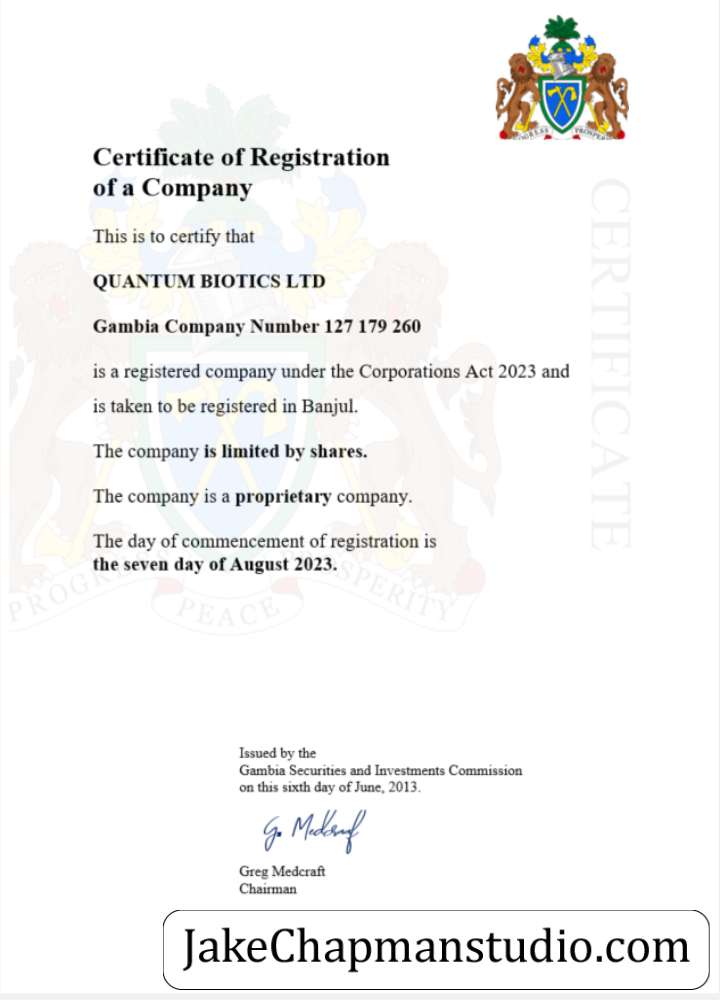 Certificate of Registration
of a Company
This is to certify that
QUANTUM BIOTICS LTD
Gambia Company Number 127 179 260
is a registered company under the Corporations Act 2023 and
is taken to be registered in Banjul.
The company is limited by shares.
The company is a proprietary company.
The day of commencement of registration is
the seven day of August 2023.
CERTIFICATE
PROGRESS PEACE PROSPERITY
Issued by the
Gambia Securities and Investments Commission
on this sixth day of June, 2013.
G. Medcraf
Greg Medcraft
Chairman
JakeChapmanstudio.com